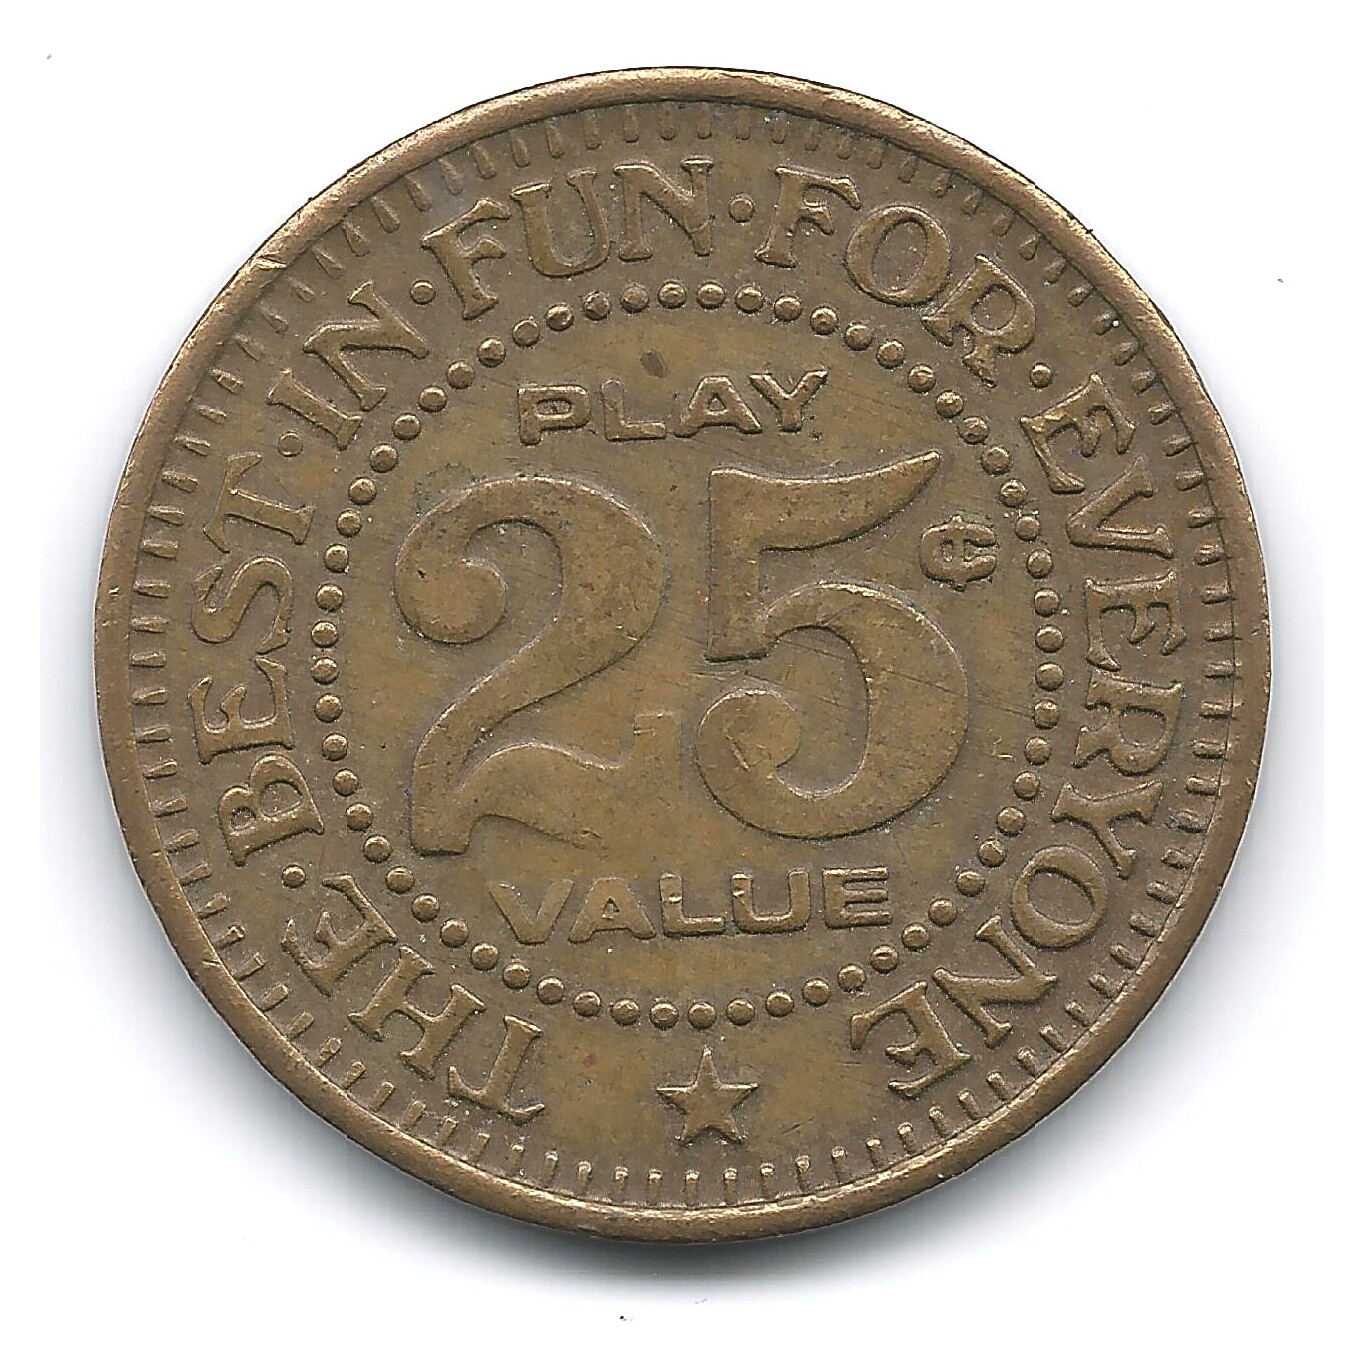 THE · BEST · IN · FUN · FOR · EVERYONE
PLAY
25¢
VALUE